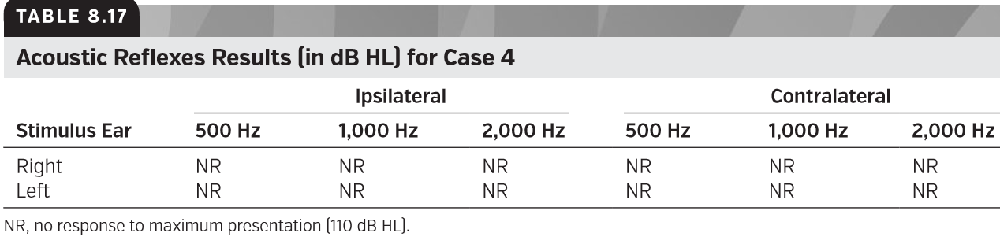 TABLE 8.17
Acoustic Reflexes Results (in dB HL) for Case 4
Ipsilateral Contralateral
Stimulus Ear 500 Hz 1,000 Hz 2,000 Hz 500 Hz 1,000 Hz 2,000 Hz
Right NR NR NR NR NR NR
Left NR NR NR NR NR NR
NR, no response to maximum presentation (110 dB HL).